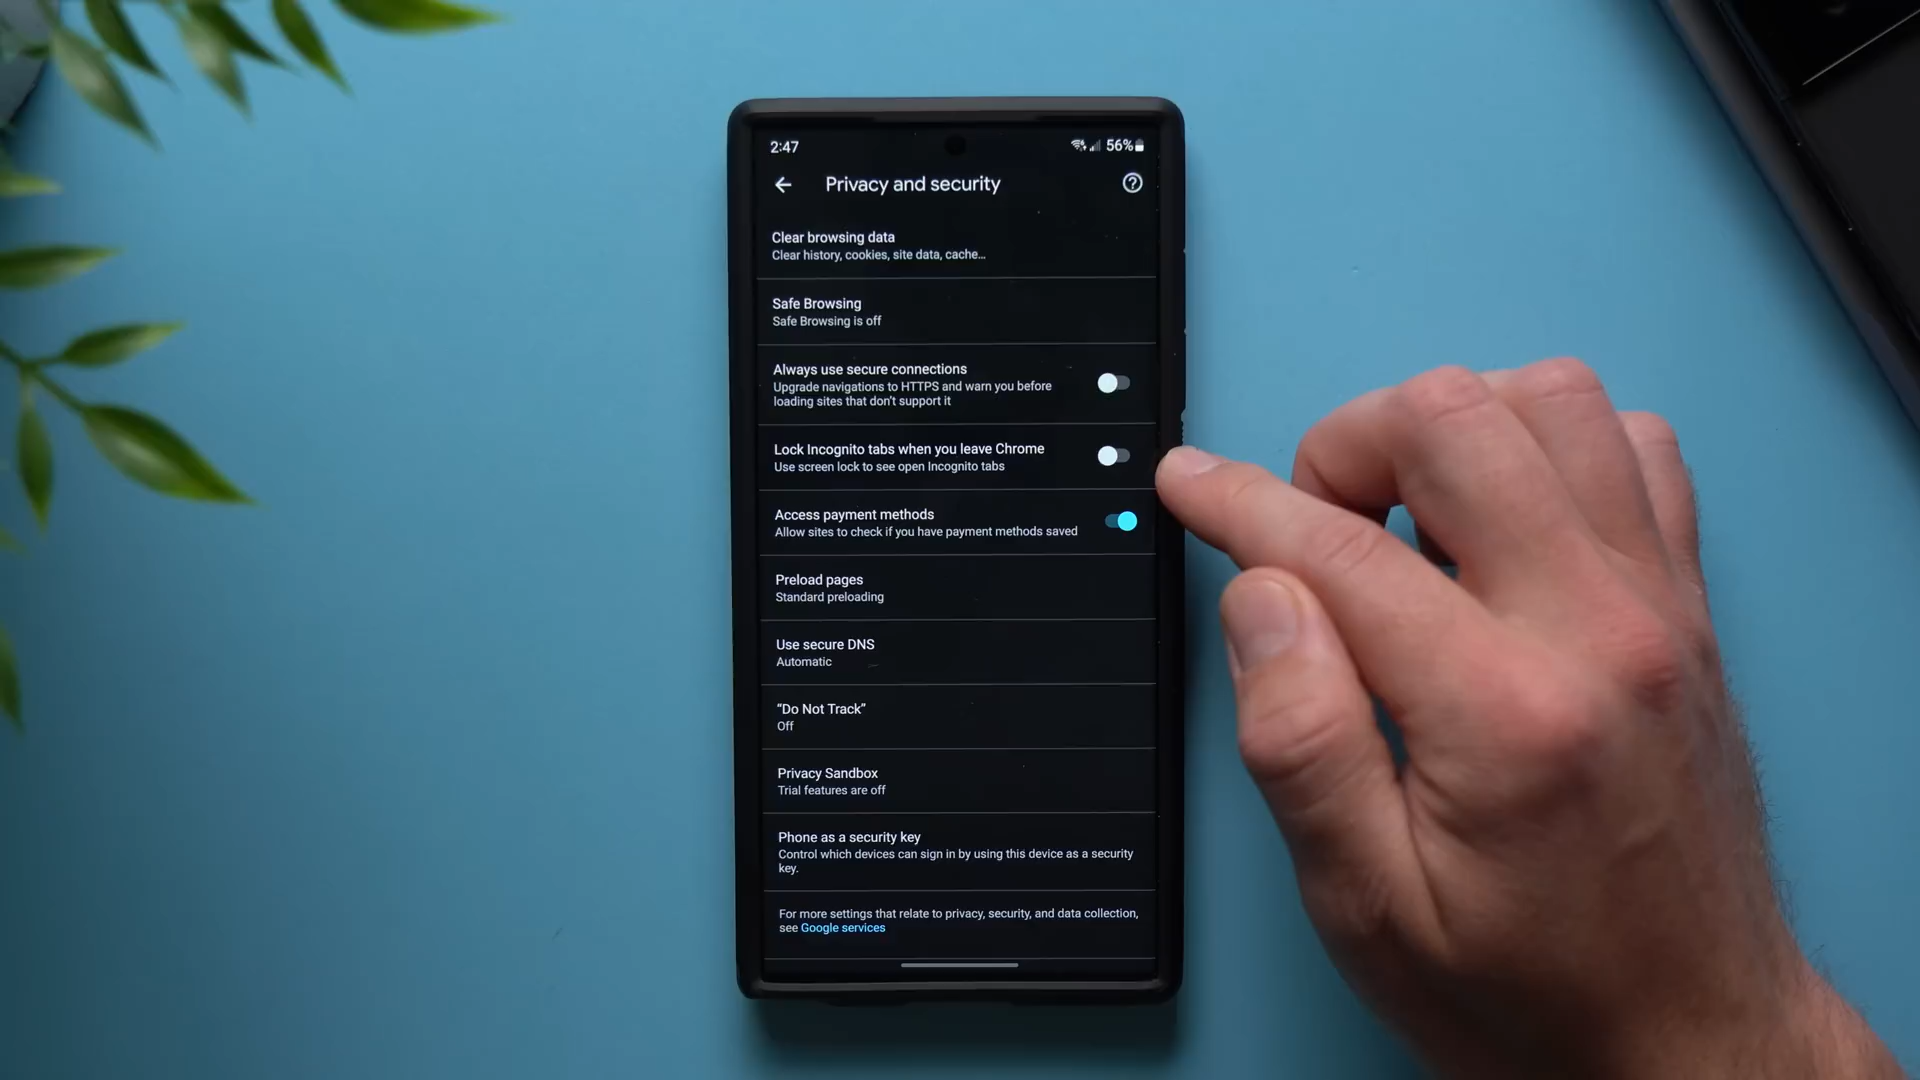 2:47
56%
Privacy and security
Clear browsing data
Clear history, cookies, site data, cache...
Safe Browsing
Safe Browsing is off
Always use secure connections
Upgrade navigations to HTTPS and warn you before
loading sites that don't support it
Lock Incognito tabs when you leave Chrome
Use screen lock to see open Incognito tabs
Access payment methods
Allow sites to check if you have payment methods saved
Preload pages
Standard preloading
Use secure DNS
Automatic
“Do Not Track”
Off
Privacy Sandbox
Trial features are off
Phone as a security key
Control which devices can sign in by using this device as a security
key.
For more settings that relate to privacy, security, and data collection,
see Google services